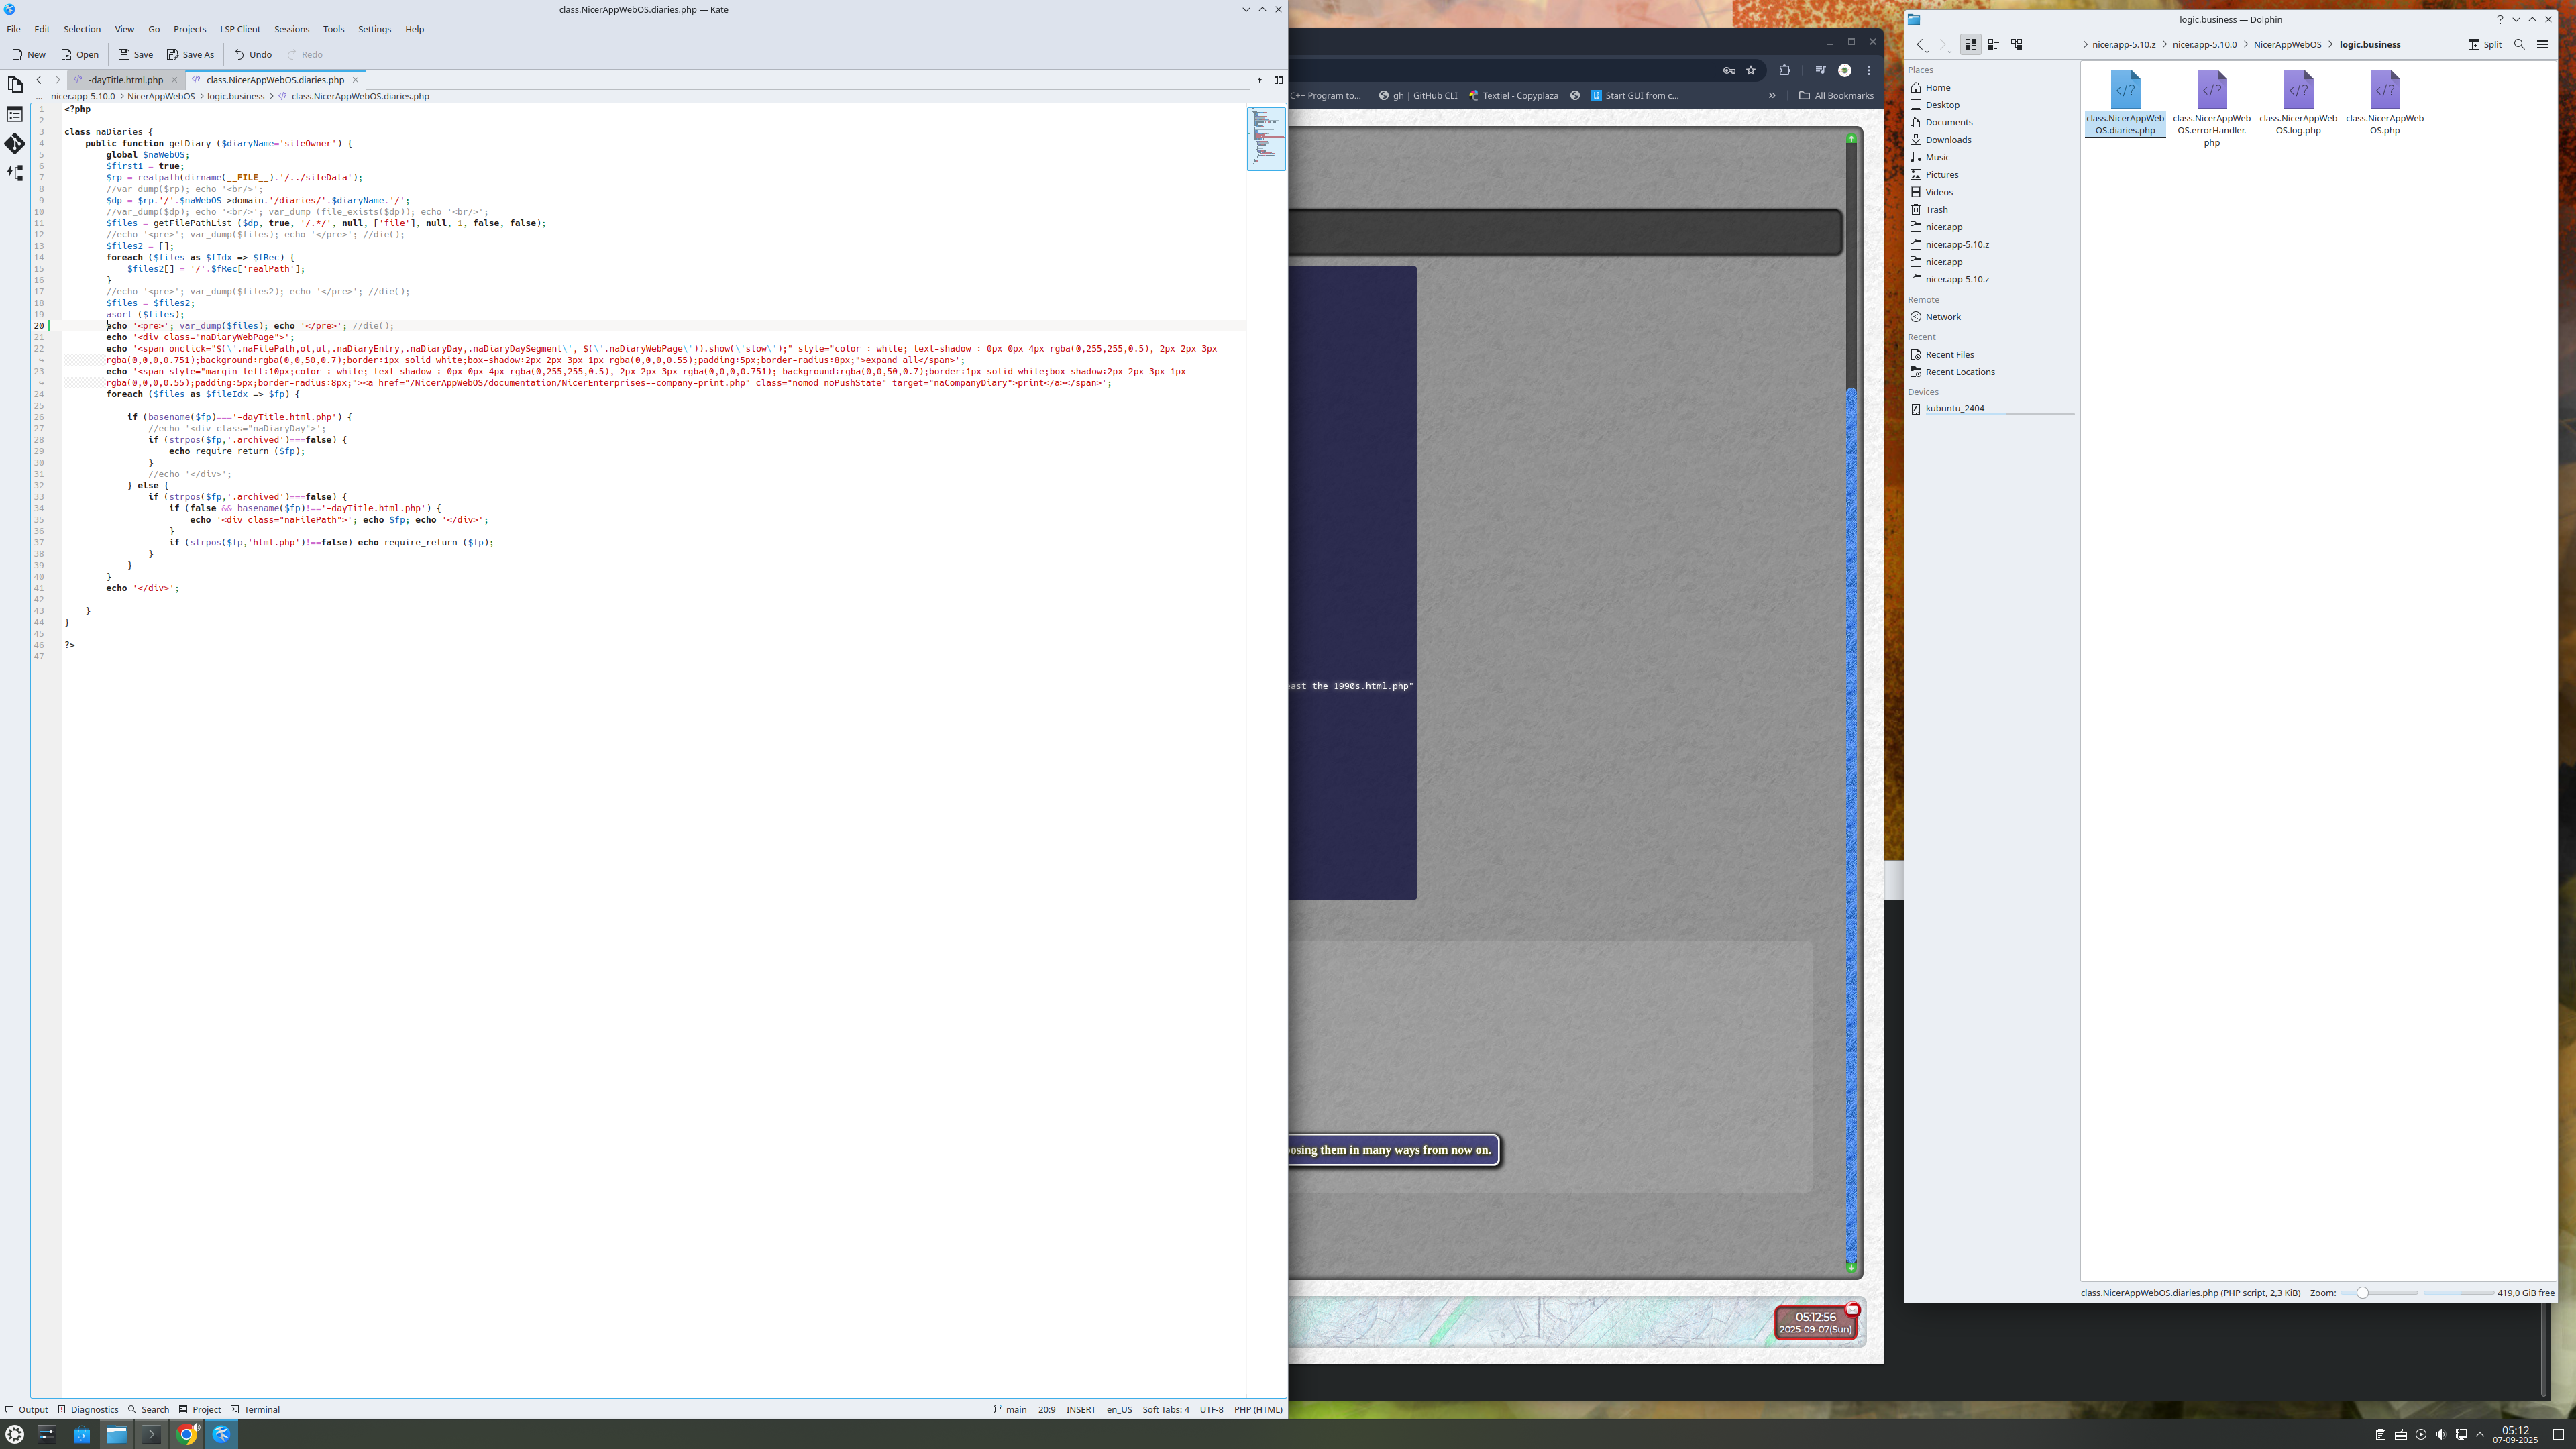 class.NicerAppWebOS.diaries.php — Kate
File Edit Selection View Go Projects LSP Client Sessions Tools Settings Help
New Open Save Save As Undo Redo
-dayTitle.html.php class.NicerAppWebOS.diaries.php
... nicer.app-5.10.0 > NicerAppWebOS > logic.business > class.NicerAppWebOS.diaries.php
1 <?php
2
3 class naDiaries {
4     public function getDiary ($diaryName='siteOwner') {
5         global $naWebOS;
6         $first1 = true;
7         $rp = realpath(dirname(__FILE__).'/../siteData');
8         //var_dump($rp); echo '<br/>';
9         $dp = $rp.'/'.$naWebOS->domain.'/diaries/'.$diaryName.'/';
10         //var_dump($dp); echo '<br/>'; var_dump (file_exists($dp)); echo '<br/>';
11         $files = getFilePathList ($dp, true, '/.*/', null, ['file'], null, 1, false, false);
12         //echo '<pre>'; var_dump($files); echo '</pre>'; //die();
13         $files2 = [];
14         foreach ($files as $fIdx => $fRec) {
15             $files2[] = '/'.$fRec['realPath'];
16         }
17         //echo '<pre>'; var_dump($files2); echo '</pre>'; //die();
18         $files = $files2;
19         asort ($files);
20         echo '<pre>'; var_dump($files); echo '</pre>'; //die();
21         echo '<div class="naDiaryWebPage">';
22         echo '<span onclick="$(\'.naFilePath,ol,ul,.naDiaryEntry,.naDiaryDay,.naDiaryDaySegment\', $(\'.naDiaryWebPage\')).show(\'slow\');" style="color : white; text-shadow : 0px 0px 4px rgba(0,255,255,0.5), 2px 2px 3px
rgba(0,0,0,0.751);background:rgba(0,0,50,0.7);border:1px solid white;box-shadow:2px 2px 3px 1px rgba(0,0,0,0.55);padding:5px;border-radius:8px;">expand all</span>';
23         echo '<span style="margin-left:10px;color : white; text-shadow : 0px 0px 4px rgba(0,255,255,0.5), 2px 2px 3px rgba(0,0,0,0.751); background:rgba(0,0,50,0.7);border:1px solid white;box-shadow:2px 2px 3px 1px
rgba(0,0,0,0.55);padding:5px;border-radius:8px;"><a href="/NicerAppWebOS/documentation/NicerEnterprises--company-print.php" class="nomod noPushState" target="naCompanyDiary">print</a></span>';
24         foreach ($files as $fileIdx => $fp) {
25
26             if (basename($fp)==='-dayTitle.html.php') {
27                 //echo '<div class="naDiaryDay">';
28                 if (strpos($fp,'.archived')===false) {
29                     echo require_return ($fp);
30                 }
31                 //echo '</div>';
32             } else {
33                 if (strpos($fp,'.archived')===false) {
34                     if (false && basename($fp)!=='-dayTitle.html.php') {
35                         echo '<div class="naFilePath">'; echo $fp; echo '</div>';
36                     }
37                     if (strpos($fp,'html.php')!==false) echo require_return ($fp);
38                 }
39             }
40         }
41         echo '</div>';
42
43     }
44 }
45
46 ?>
47
Output Diagnostics Search Project Terminal main 20:9 INSERT en_US Soft Tabs: 4 UTF-8 PHP (HTML)
C++ Program to... gh | GitHub CLI Textiel - Copyplaza Start GUI from c... » All Bookmarks
east the 1990s.html.php"
osing them in many ways from now on.
05:12:56
2025-09-07(Sun)
logic.business — Dolphin
> nicer.app-5.10.z > nicer.app-5.10.0 > NicerAppWebOS > logic.business Split
Places
Home
Desktop
Documents
Downloads
Music
Pictures
Videos
Trash
nicer.app
nicer.app-5.10.z
nicer.app
nicer.app-5.10.z
Remote
Network
Recent
Recent Files
Recent Locations
Devices
kubuntu_2404
class.NicerAppWeb
OS.diaries.php
class.NicerAppWeb
OS.errorHandler.
php
class.NicerAppWeb
OS.log.php
class.NicerAppWeb
OS.php
class.NicerAppWebOS.diaries.php (PHP script, 2,3 KiB) Zoom: 419,0 GiB free
05:12
07-09-2025